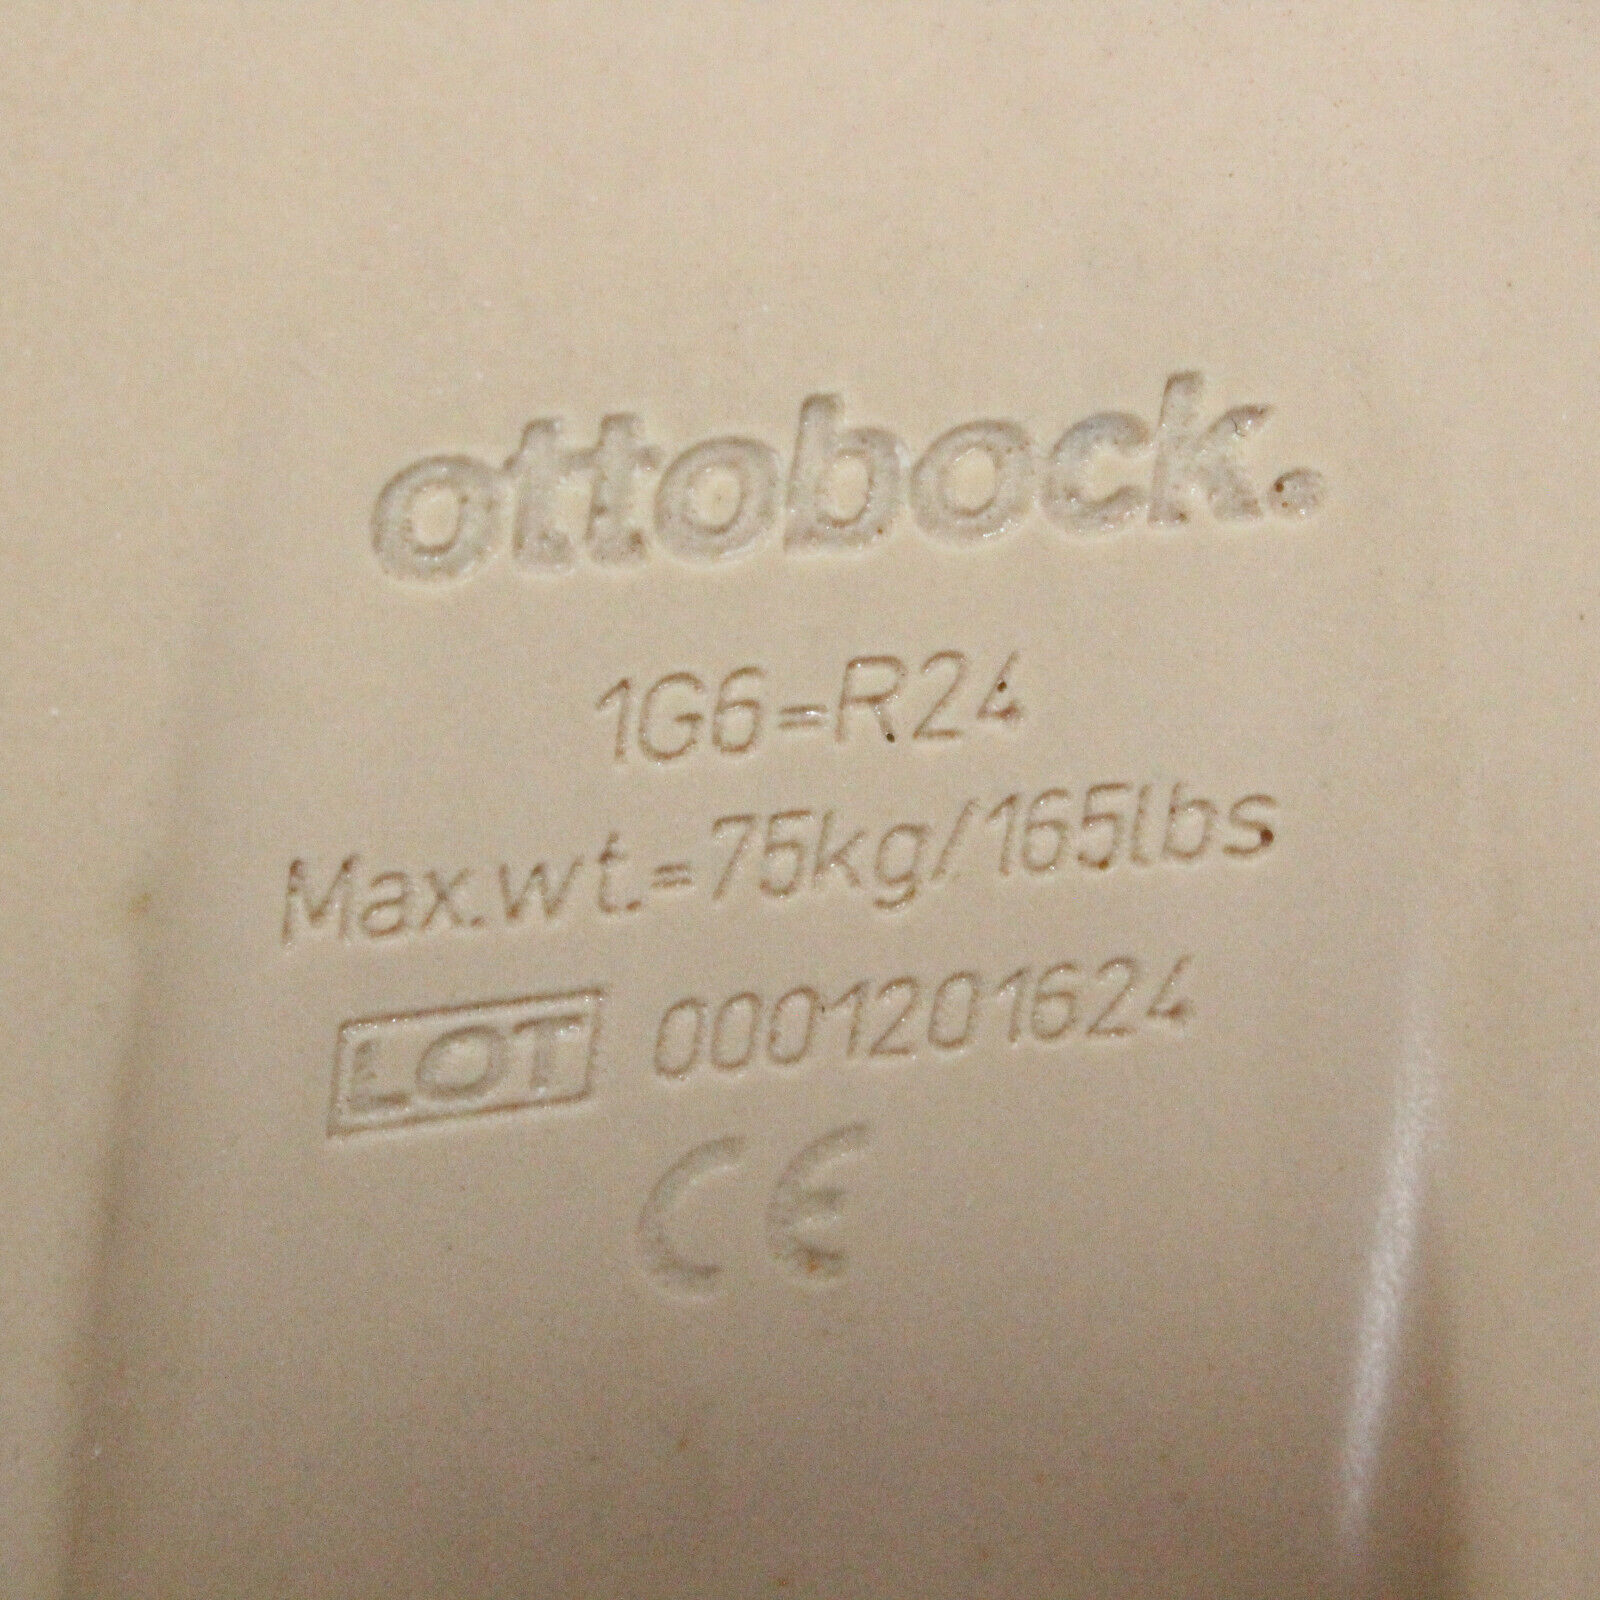 ottobock.
1G6=R24
Max.wt.=75kg/165lbs
LOT 0001201624
CE